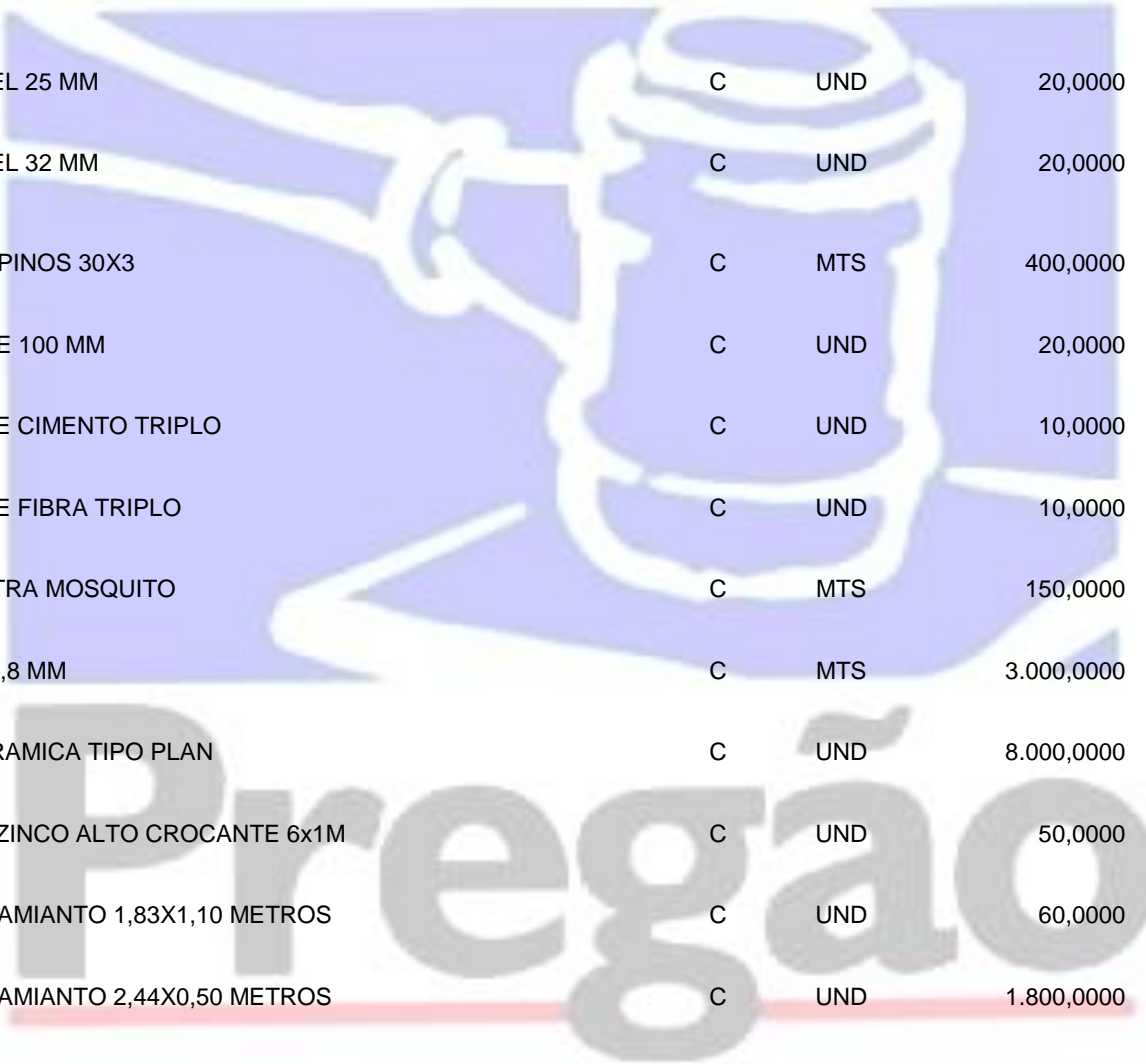 EL 25 MM C UND 20,0000
EL 32 MM C UND 20,0000
PINOS 30X3 C MTS 400,0000
E 100 MM C UND 20,0000
E CIMENTO TRIPLO C UND 10,0000
E FIBRA TRIPLO C UND 10,0000
TRA MOSQUITO C MTS 150,0000
,8 MM C MTS 3.000,0000
RAMICA TIPO PLAN C UND 8.000,0000
ZINCO ALTO CROCANTE 6x1M C UND 50,0000
AMIANTO 1,83X1,10 METROS C UND 60,0000
AMIANTO 2,44X0,50 METROS C UND 1.800,0000
Pregão